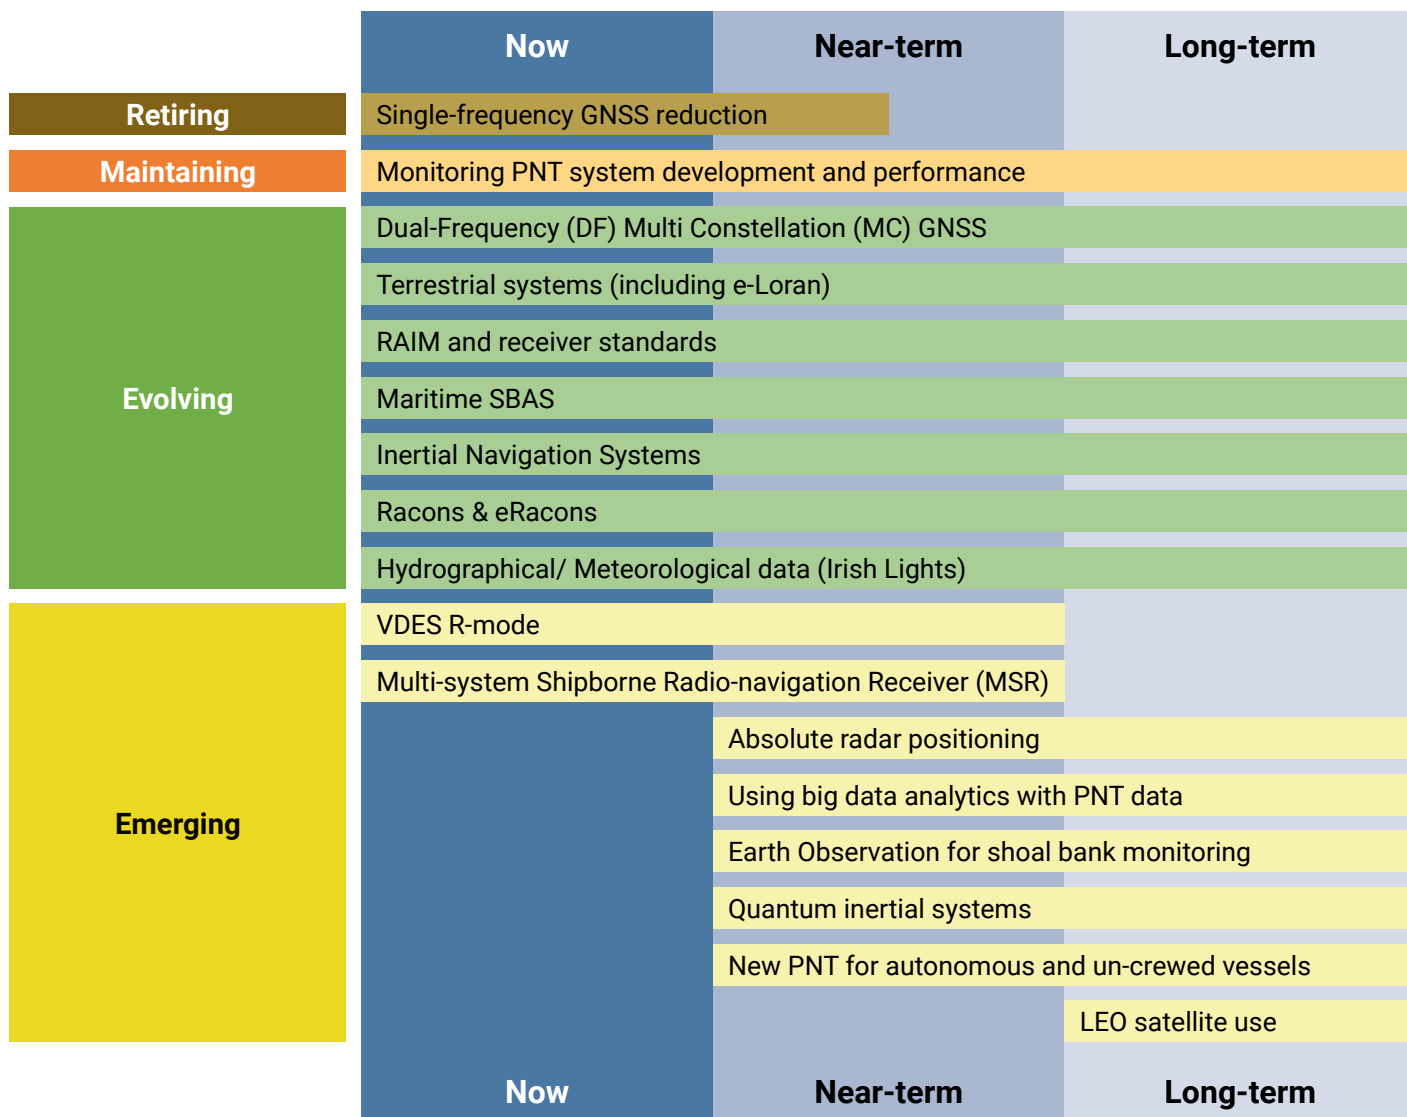 Now Near-term Long-term
Retiring Single-frequency GNSS reduction
Maintaining Monitoring PNT system development and performance
Dual-Frequency (DF) Multi Constellation (MC) GNSS
Terrestrial systems (including e-Loran)
RAIM and receiver standards
Evolving Maritime SBAS
Inertial Navigation Systems
Racons & eRacons
Hydrographical/ Meteorological data (Irish Lights)
VDES R-mode
Multi-system Shipborne Radio-navigation Receiver (MSR)
Absolute radar positioning
Using big data analytics with PNT data
Emerging
Earth Observation for shoal bank monitoring
Quantum inertial systems
New PNT for autonomous and un-crewed vessels
LEO satellite use
Now Near-term Long-term